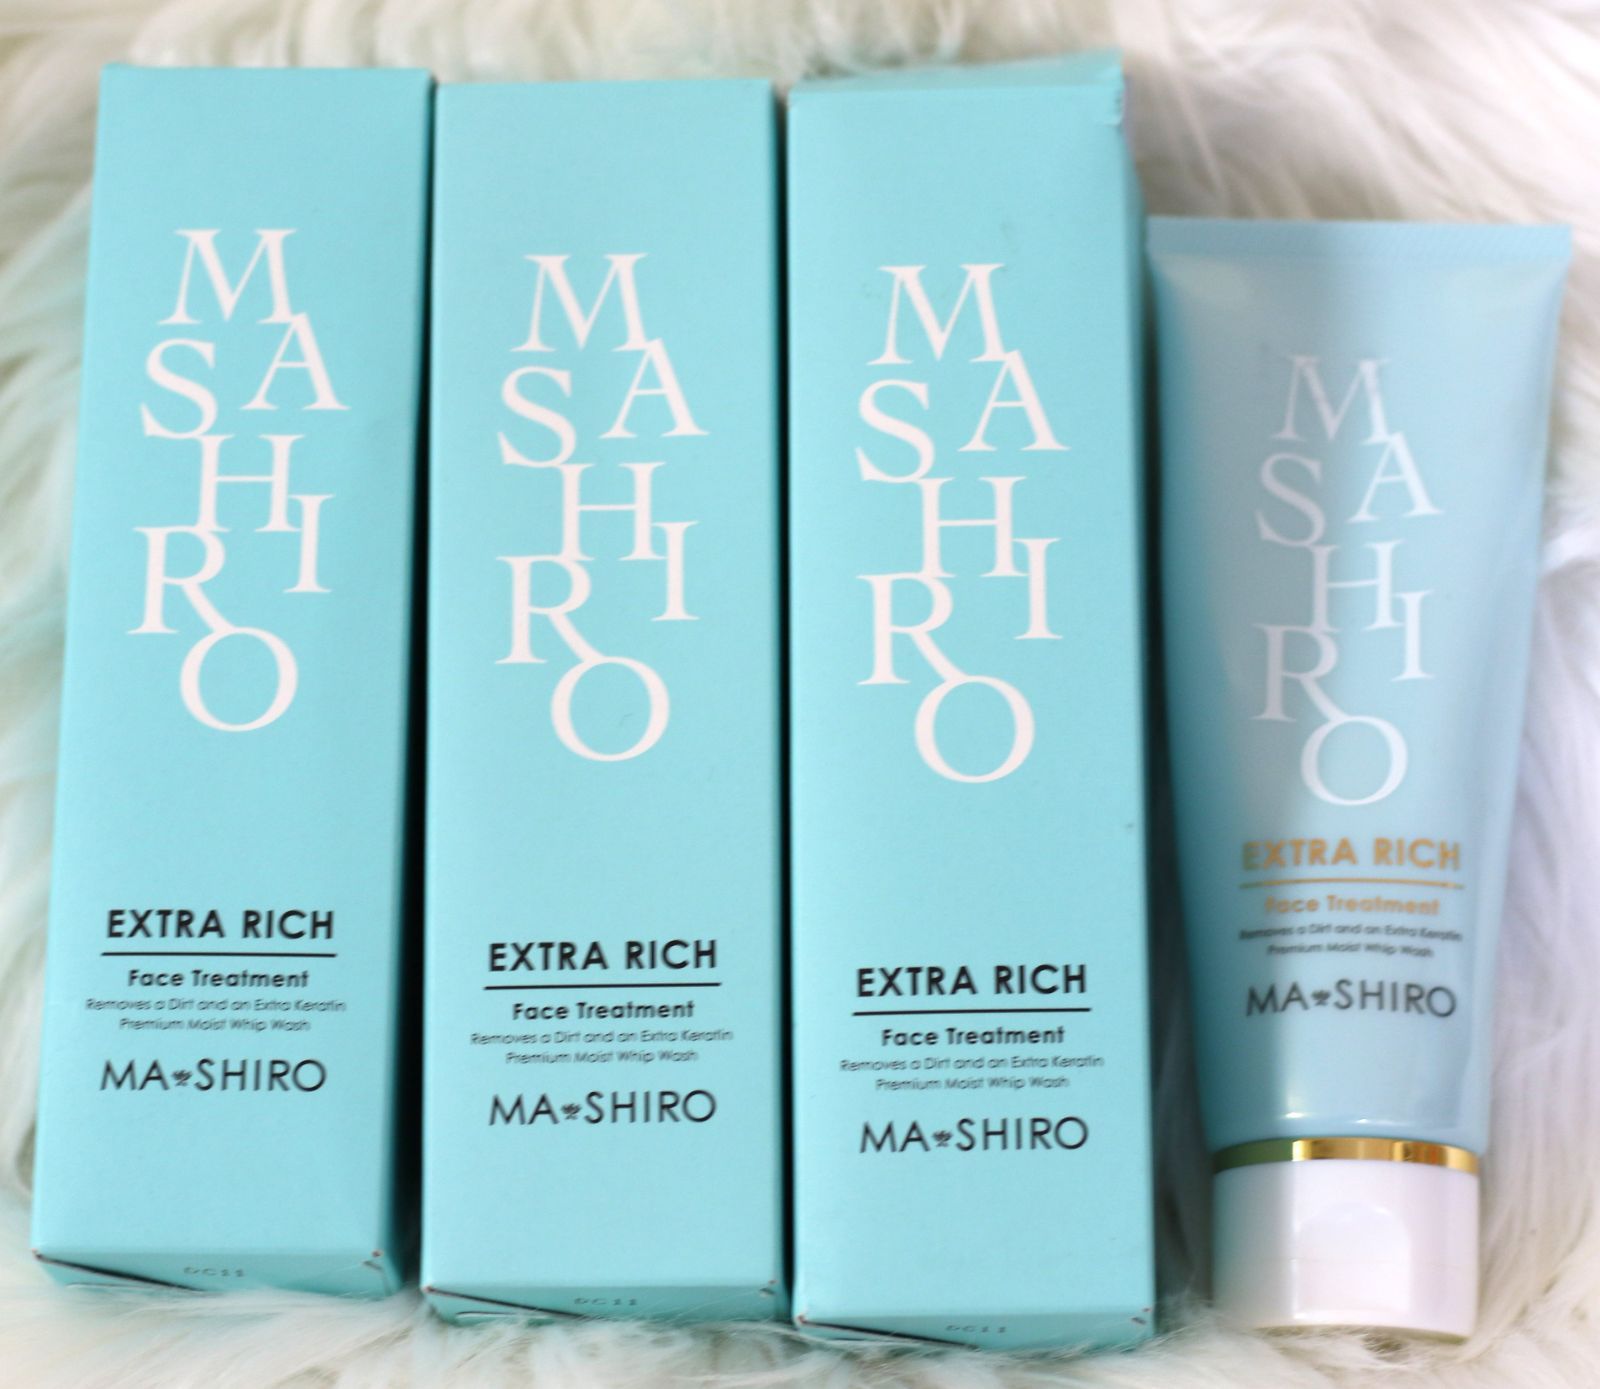 MASHIRO
EXTRA RICH
Face Treatment
Removes a Dirt and an Extra Keratin
Premium Moist Whip Wash
MA SHIRO
DC11
MASHIRO
EXTRA RICH
Face Treatment
Removes a Dirt and an Extra Keratin
Premium Moist Whip Wash
MA SHIRO
DC11
MASHIRO
EXTRA RICH
Face Treatment
Removes a Dirt and an Extra Keratin
Premium Moist Whip Wash
MA SHIRO
DC11
MASHIRO
EXTRA RICH
Face Treatment
Removes a Dirt and an Extra Keratin
Premium Moist Whip Wash
MA SHIRO